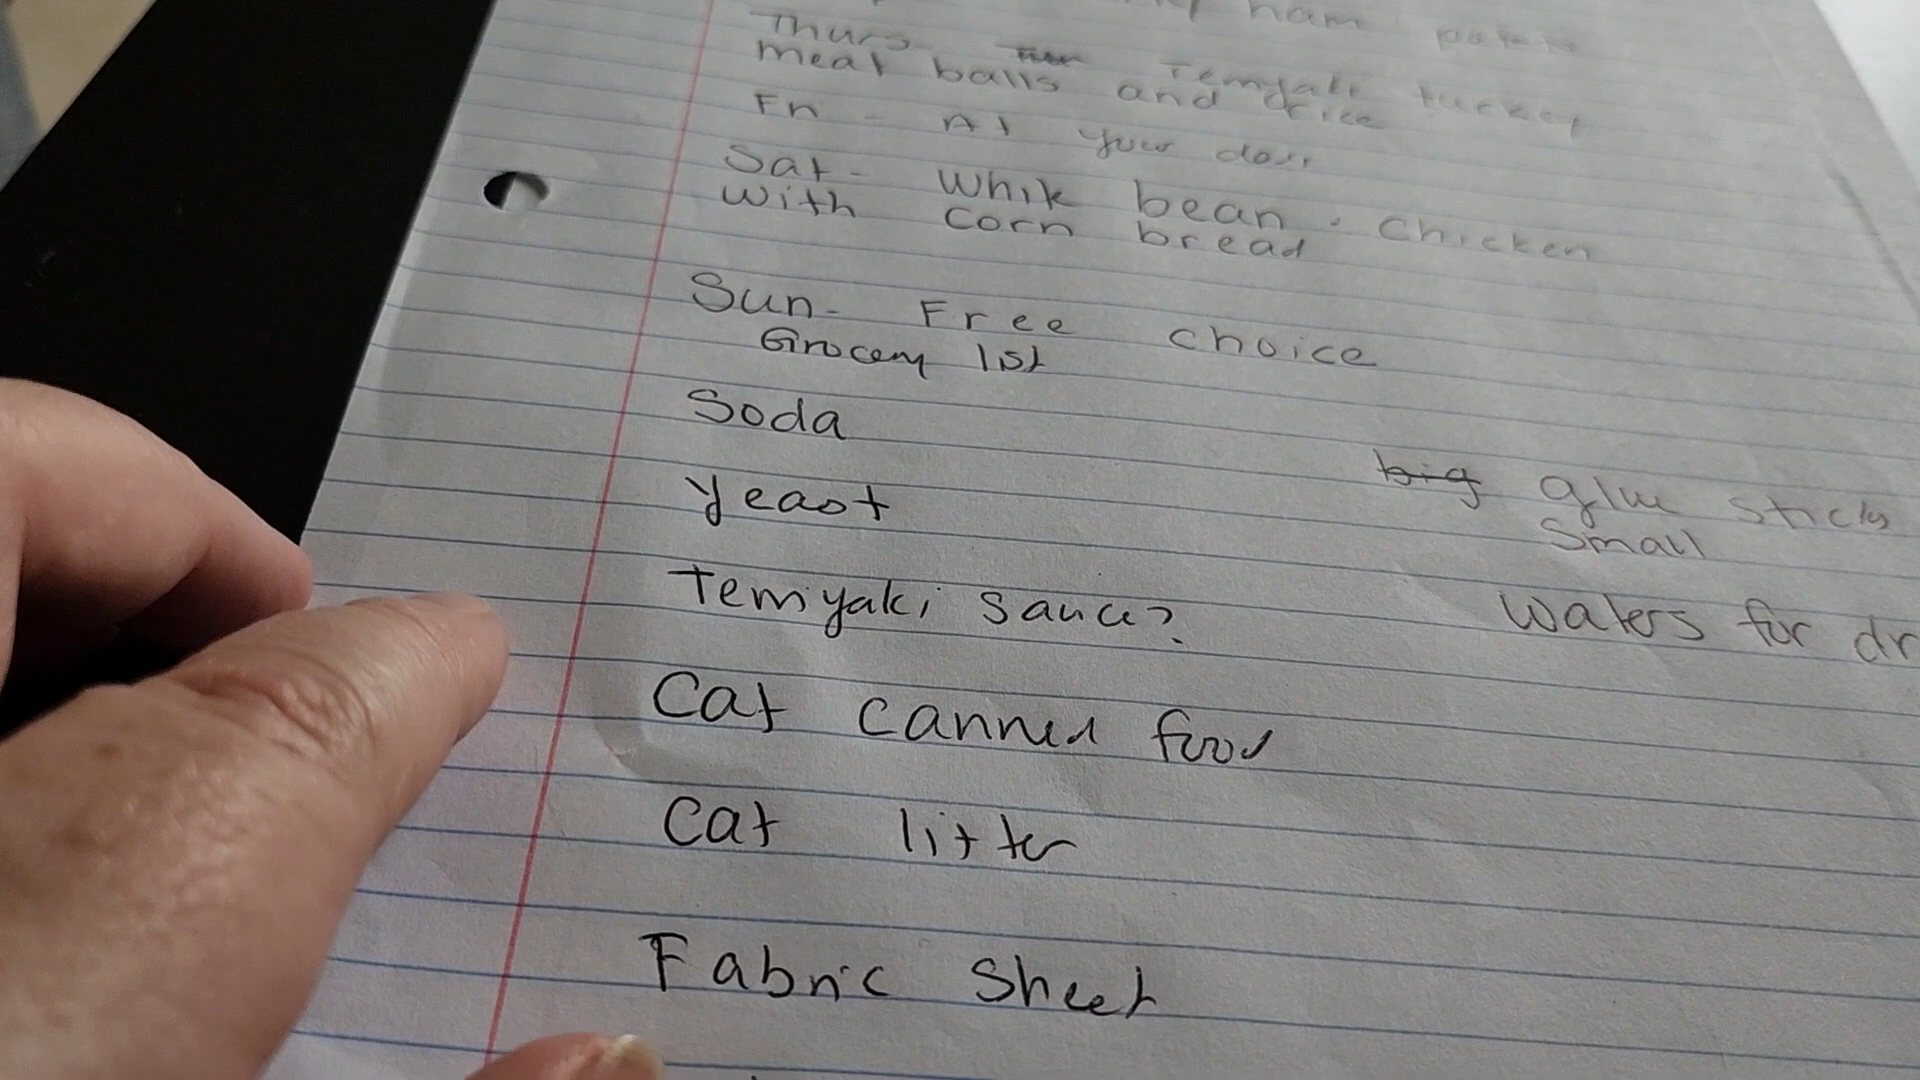 ham
Thurs Teriyaki turkey
meat balls and rice
Fri - At your door
Sat - White bean chicken
with corn bread
Sun - Free choice
Grocery list
Soda
Yeast
big glue sticks
small
Teriyaki sauce?
waters for dr
Cat canned food
Cat litter
Fabric Sheet